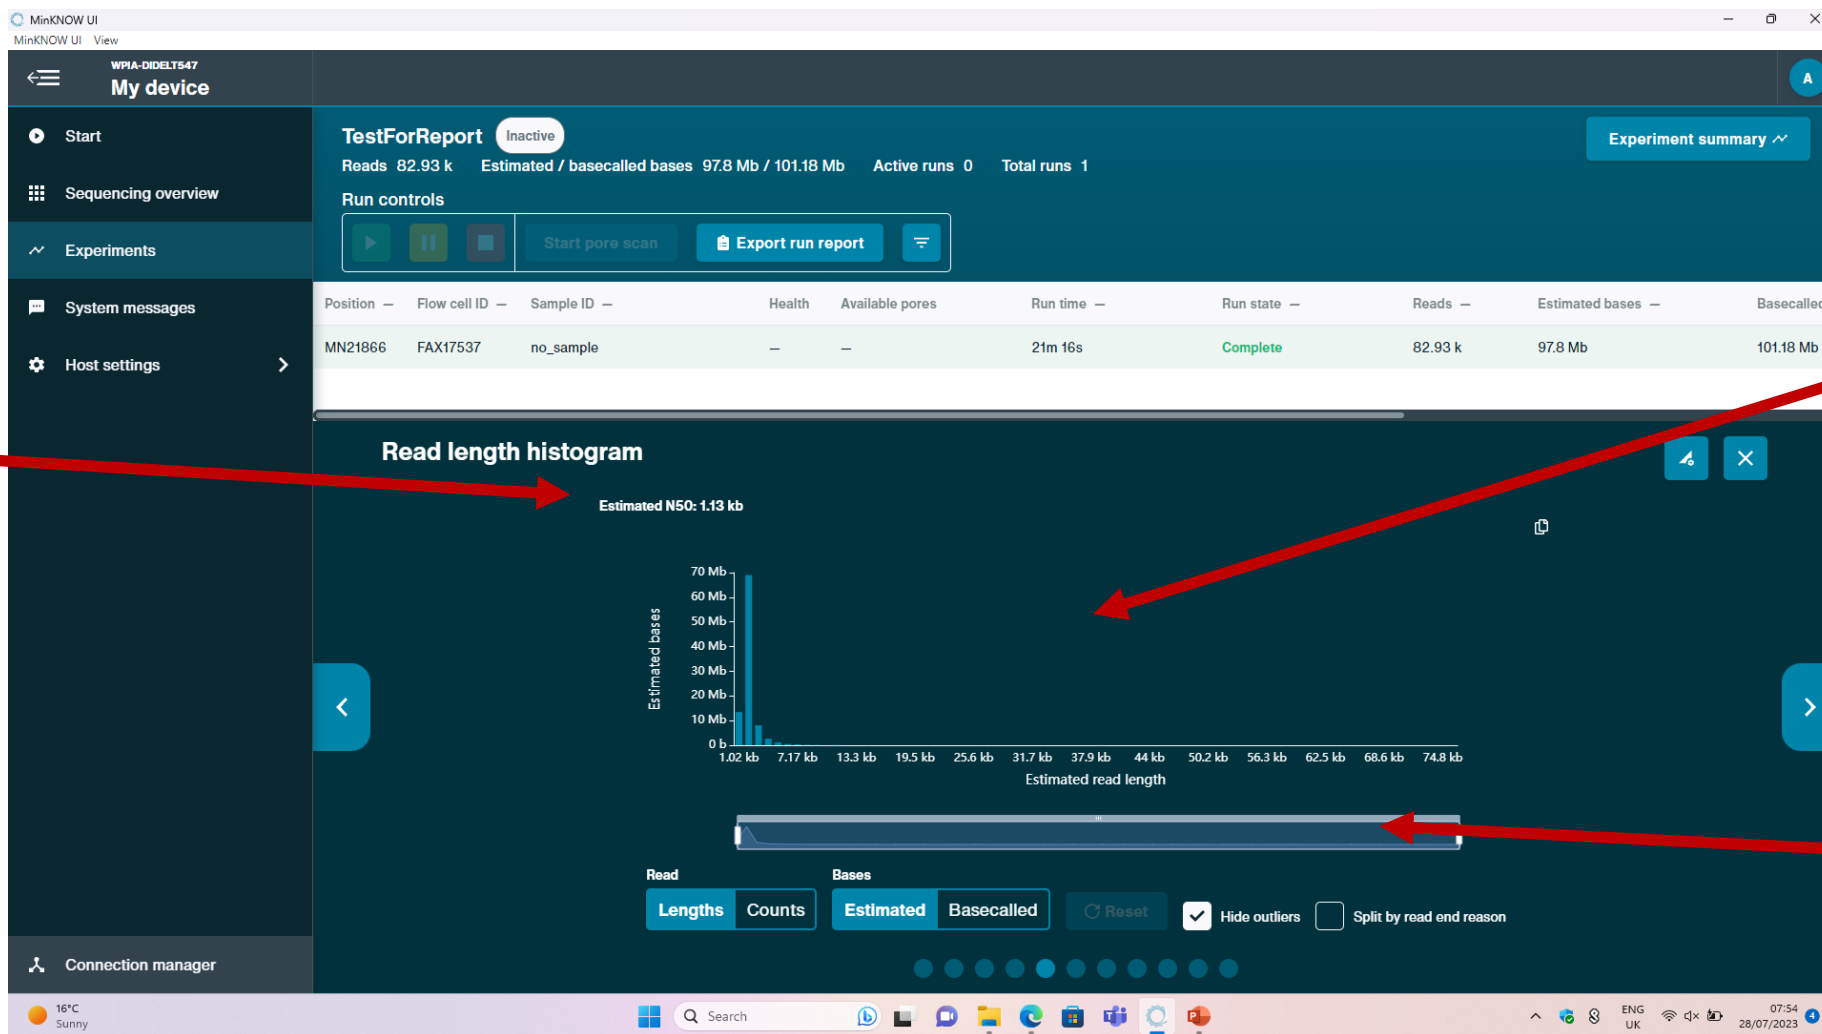 MinKNOW UI
MinKNOW UI View
WPIA-DIDELT547
My device
A
Start
Sequencing overview
Experiments
System messages
Host settings
Connection manager
TestForReport Inactive
Experiment summary
Reads 82.93 k Estimated / basecalled bases 97.8 Mb / 101.18 Mb Active runs 0 Total runs 1
Run controls
Start pore scan Export run report
Position Flow cell ID Sample ID Health Available pores Run time Run state Reads Estimated bases Basecalled
MN21866 FAX17537 no_sample – – 21m 16s Complete 82.93 k 97.8 Mb 101.18 Mb
Read length histogram
Estimated N50: 1.13 kb
70 Mb
60 Mb
50 Mb
40 Mb
30 Mb
20 Mb
10 Mb
0 b
Estimated bases
1.02 kb 7.17 kb 13.3 kb 19.5 kb 25.6 kb 31.7 kb 37.9 kb 44 kb 50.2 kb 56.3 kb 62.5 kb 68.6 kb 74.8 kb
Estimated read length
Read Bases
Lengths Counts Estimated Basecalled Reset Hide outliers Split by read end reason
16°C
Sunny
Search
ENG
UK
07:54
28/07/2023
4